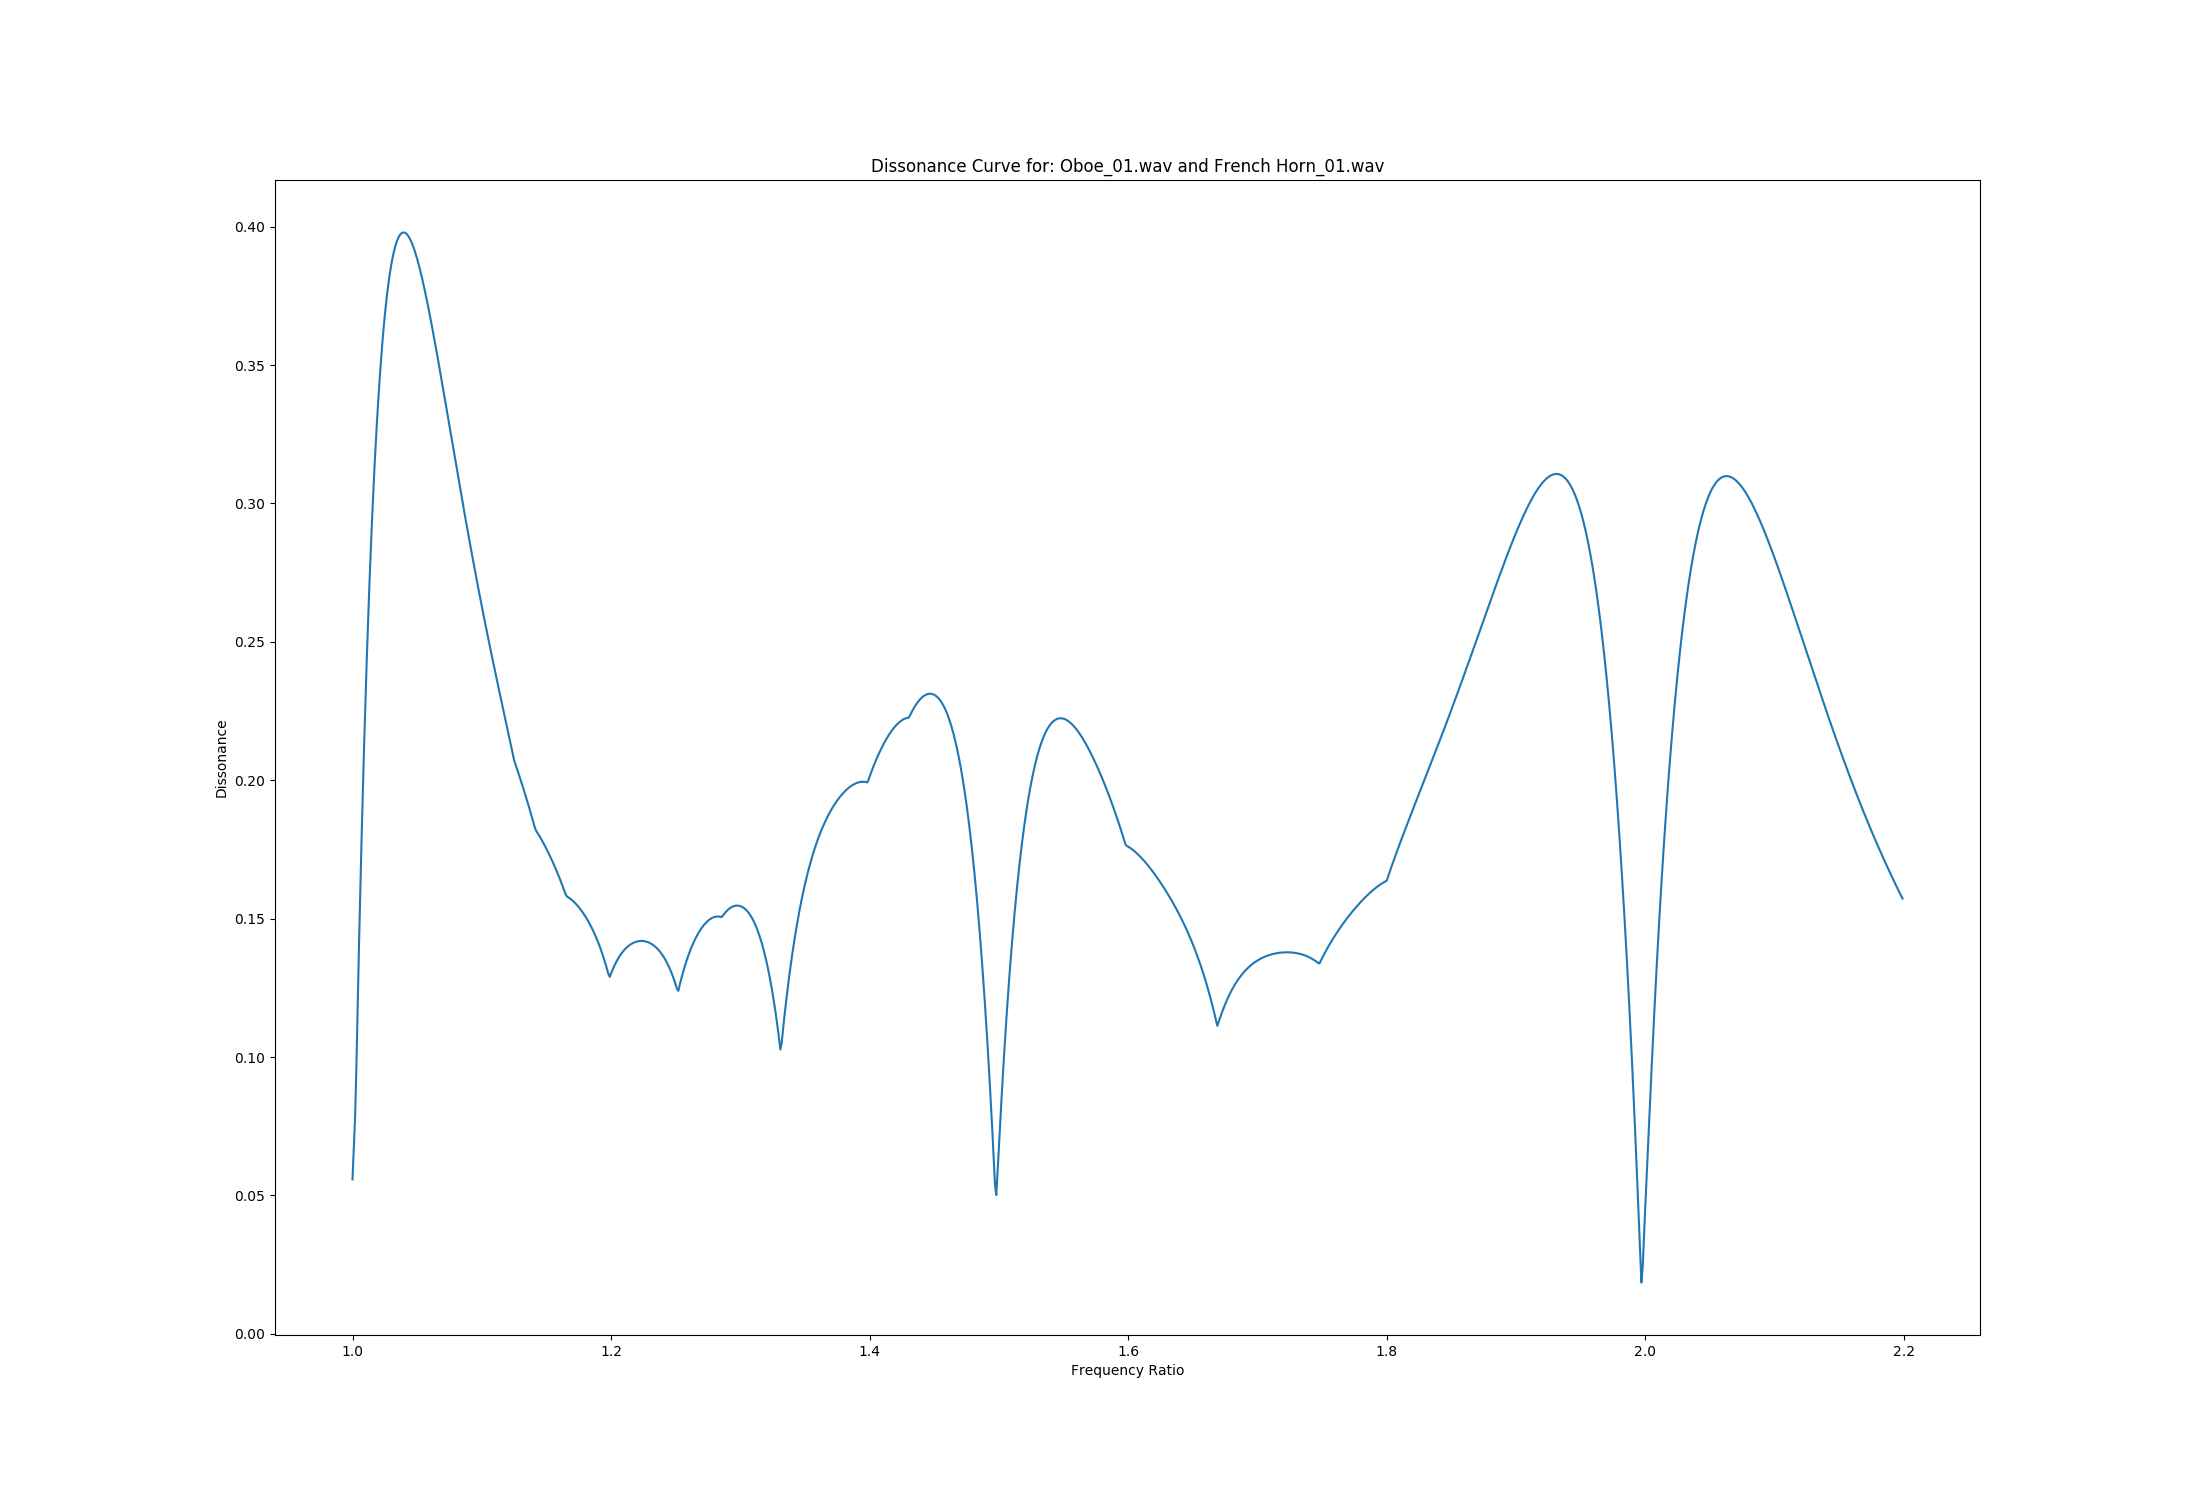 Dissonance Curve for: Oboe_01.wav and French Horn_01.wav
0.40
0.35
0.30
0.25
0.20
0.15
0.10
0.05
0.00
Dissonance
1.0 1.2 1.4 1.6 1.8 2.0 2.2
Frequency Ratio